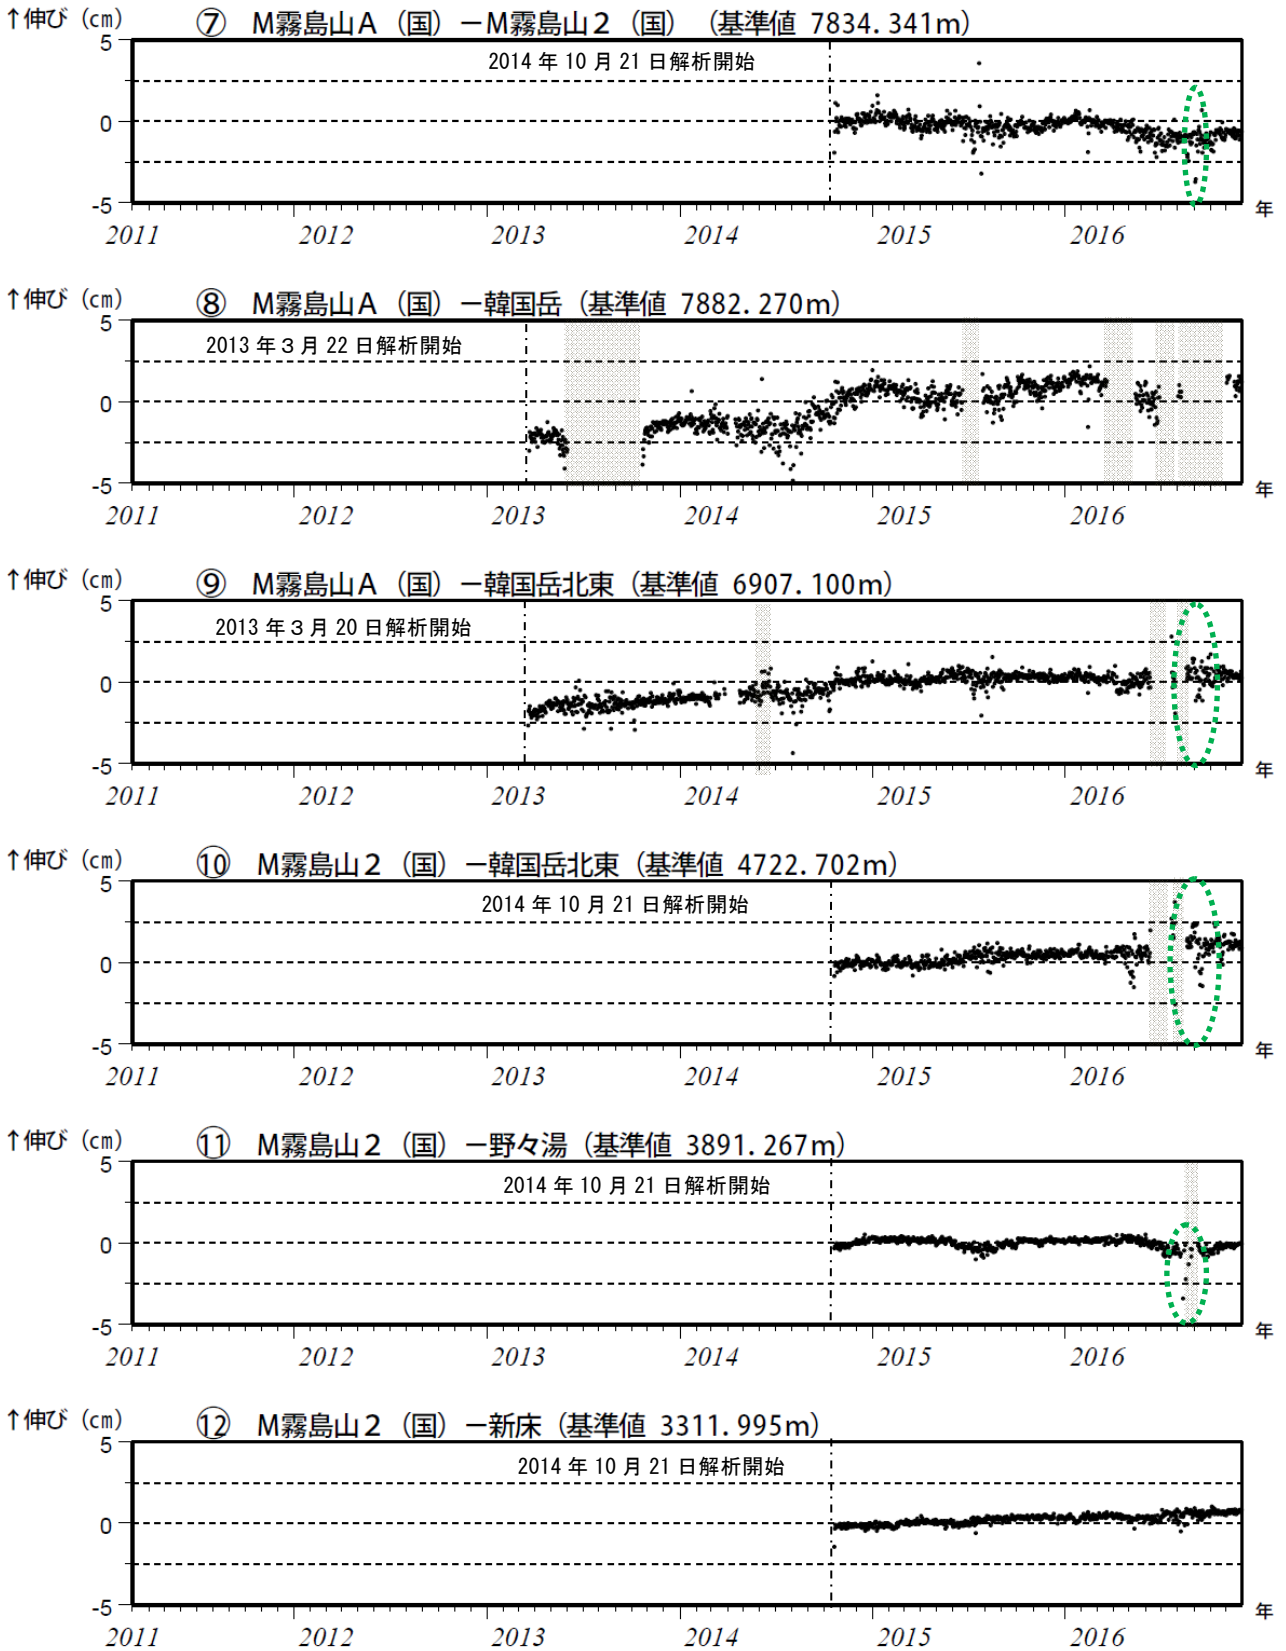 ↑伸び（cm） ⑦ M霧島山A（国）－M霧島山2（国）（基準値 7834.341m）
5
2014年10月21日解析開始
0
-5
年
2011 2012 2013 2014 2015 2016
↑伸び（cm） ⑧ M霧島山A（国）－韓国岳（基準値 7882.270m）
5
2013年３月22日解析開始
0
-5
年
2011 2012 2013 2014 2015 2016
↑伸び（cm） ⑨ M霧島山A（国）－韓国岳北東（基準値 6907.100m）
5
2013年３月20日解析開始
0
-5
年
2011 2012 2013 2014 2015 2016
↑伸び（cm） ⑩ M霧島山２（国）－韓国岳北東（基準値 4722.702m）
5
2014年10月21日解析開始
0
-5
年
2011 2012 2013 2014 2015 2016
↑伸び（cm） ⑪ M霧島山２（国）－野々湯（基準値 3891.267m）
5
2014年10月21日解析開始
0
-5
年
2011 2012 2013 2014 2015 2016
↑伸び（cm） ⑫ M霧島山２（国）－新床（基準値 3311.995m）
5
2014年10月21日解析開始
0
-5
年
2011 2012 2013 2014 2015 2016